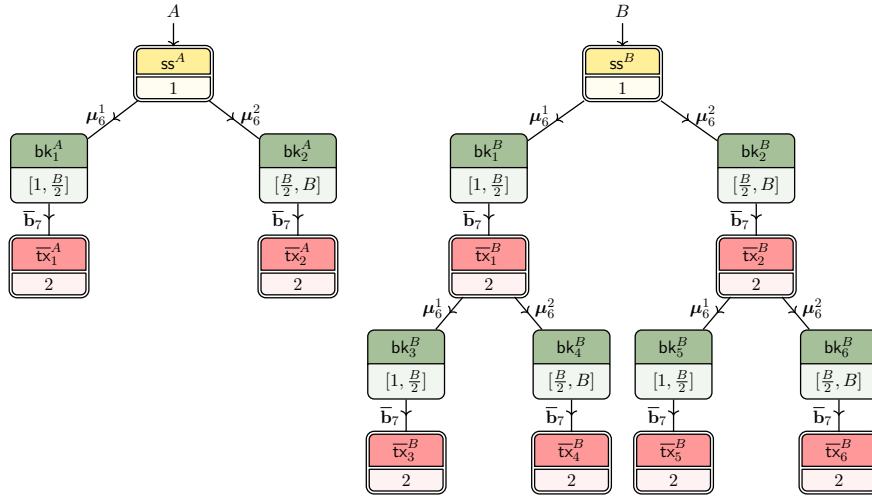 A B
ss^A ss^B
1 1
μ_6^1 μ_6^2 μ_6^1 μ_6^2
bk_1^A bk_2^A bk_1^B bk_2^B
[1, B/2] [B/2, B] [1, B/2] [B/2, B]
b̅_7 b̅_7 b̅_7 b̅_7
t̅x̅_1^A t̅x̅_2^A t̅x̅_1^B t̅x̅_2^B
2 2 2 2
μ_6^1 μ_6^2 μ_6^1 μ_6^2
bk_3^B bk_4^B bk_5^B bk_6^B
[1, B/2] [B/2, B] [1, B/2] [B/2, B]
b̅_7 b̅_7 b̅_7 b̅_7
t̅x̅_3^B t̅x̅_4^B t̅x̅_5^B t̅x̅_6^B
2 2 2 2